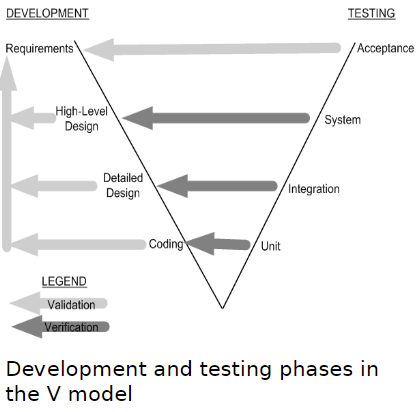 DEVELOPMENT TESTING
Requirements Acceptance
High-Level
Design
System
Detailed
Design
Integration
Coding Unit
LEGEND
Validation
Verification
Development and testing phases in
the V model